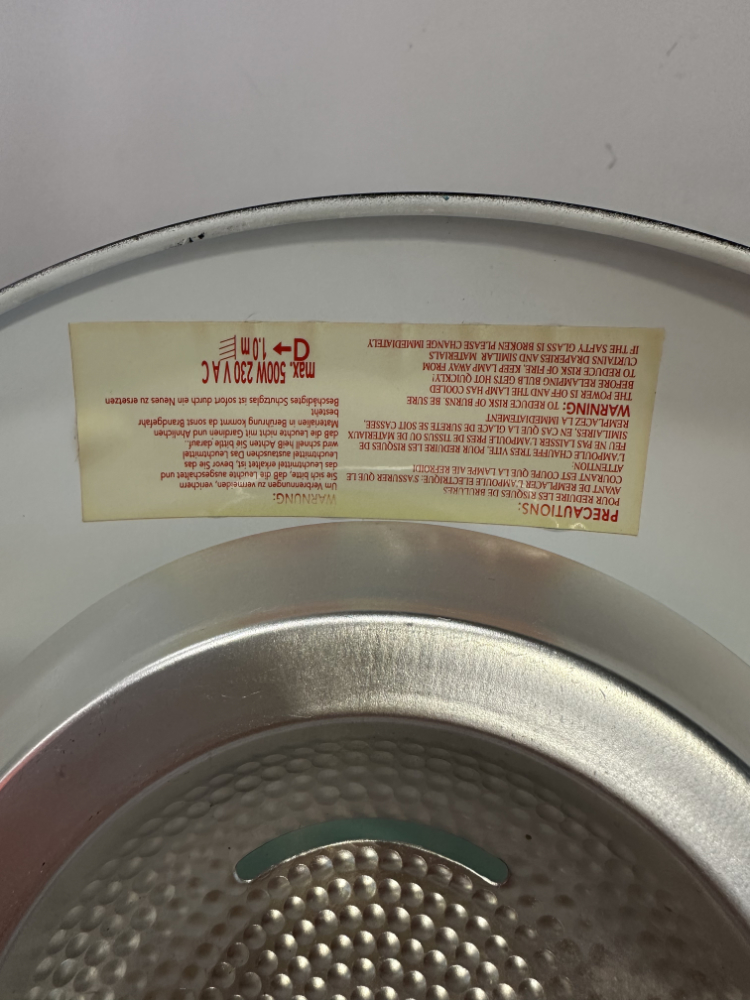 PRECAUTIONS:
POUR REDUIRE LES RISQUES DE BRULLRES
AVANT DE REMPLACER L'AMPOULE ELECTRIQUE. S'ASSURER QUE LE
COURANT EST COUPE QUE LA LAMPE AIE REFROIDI
ATTENTION:
L'AMPOULE CHAUFFE TRES VITE, POUR REDUIRE LES RISQUES DE
FEU NE PAS LAISSER L'AMPOULE PRES DE TISSUS OU DE MATERIAUX
SIMILAIRES, EN CAS QUE LA GLACE DE SURETE SE SOIT CASSEE,
REMPLACEZ LA IMMEDIATEMENT
WARNING: TO REDUCE RISK OF BURNS, BE SURE
THE POWER IS OFF AND THE LAMP HAS COOLED
BEFORE RELAMPING BULB GETS HOT QUICKLY!
TO REDUCE RISK OF FIRE, KEEP LAMP AWAY FROM
CURTAINS DRAPERIES AND SIMILAR MATERIALS
IF THE SAFTY GLASS IS BROKEN PLEASE CHANGE IMMEDIATELY
WARNUNG:
Um Verbrennungen zu vermeiden, verichern
Sie sich bitte, daß die Leuchte ausgeschaltet und
das Leuchtmittel erkaltet ist, bevor Sie das
Leuchtmittel austauschen Das Leuchtmittel
wird schnell heiß Achten Sie bitte darauf,
daß die Leuchte nicht mit Gardinen und Ähnlichen
Materialien in Berührung kommt da sonst Brandgefahr
besteht
Beschädigtes Schutzglas ist sofort durch ein Neues zu ersetzen
max. 500W 230 V A C
1.0 m